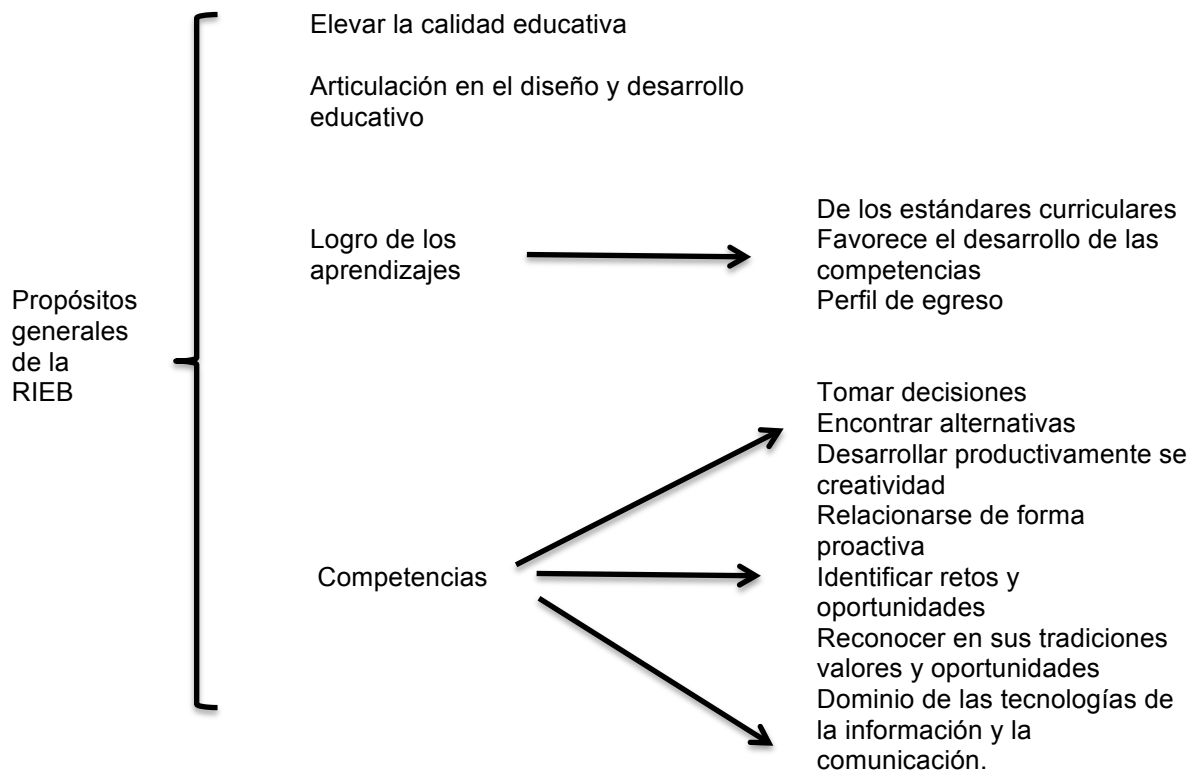 Propósitos
generales
de la
RIEB
Elevar la calidad educativa
Articulación en el diseño y desarrollo
educativo
Logro de los
aprendizajes
De los estándares curriculares
Favorece el desarrollo de las
competencias
Perfil de egreso
Competencias
Tomar decisiones
Encontrar alternativas
Desarrollar productivamente se
creatividad
Relacionarse de forma
proactiva
Identificar retos y
oportunidades
Reconocer en sus tradiciones
valores y oportunidades
Dominio de las tecnologías de
la información y la
comunicación.